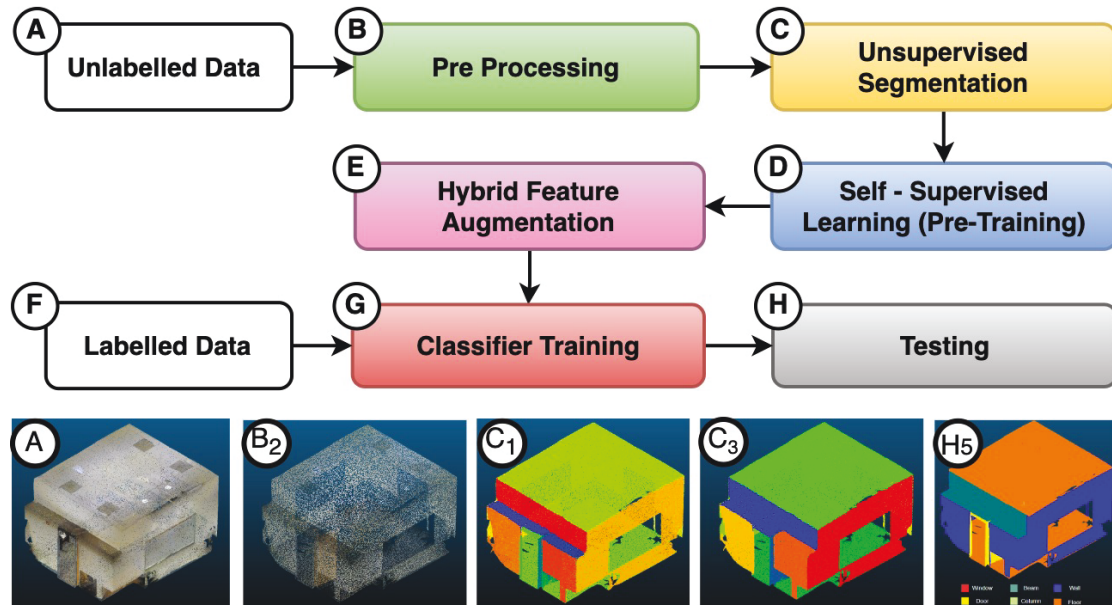 A
Unlabelled Data
B
Pre Processing
C
Unsupervised
Segmentation
E
Hybrid Feature
Augmentation
D
Self - Supervised
Learning (Pre-Training)
F
Labelled Data
G
Classifier Training
H
Testing
A
B2
C1
C3
H5
Window
Beam
Wall
Door
Column
Floor